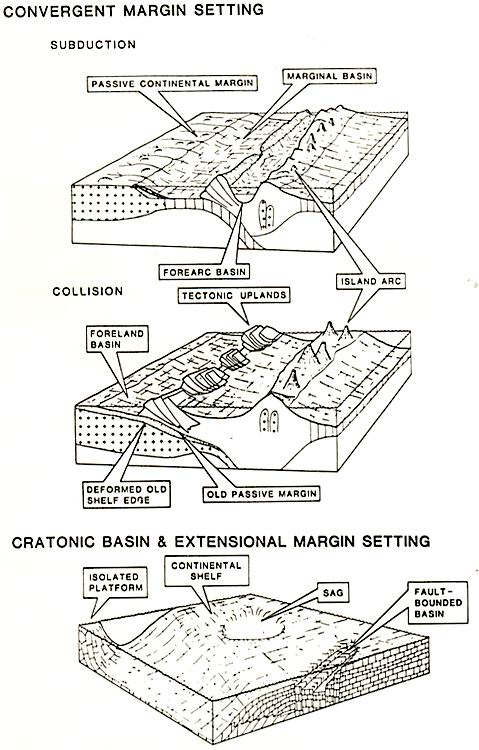 CONVERGENT MARGIN SETTING
SUBDUCTION
PASSIVE CONTINENTAL MARGIN
MARGINAL BASIN
FOREARC BASIN
ISLAND ARC
COLLISION
TECTONIC UPLANDS
FORELAND
BASIN
DEFORMED OLD
SHELF EDGE
OLD PASSIVE MARGIN
CRATONIC BASIN & EXTENSIONAL MARGIN SETTING
ISOLATED
PLATFORM
CONTINENTAL
SHELF
SAG
FAULT-
BOUNDED
BASIN